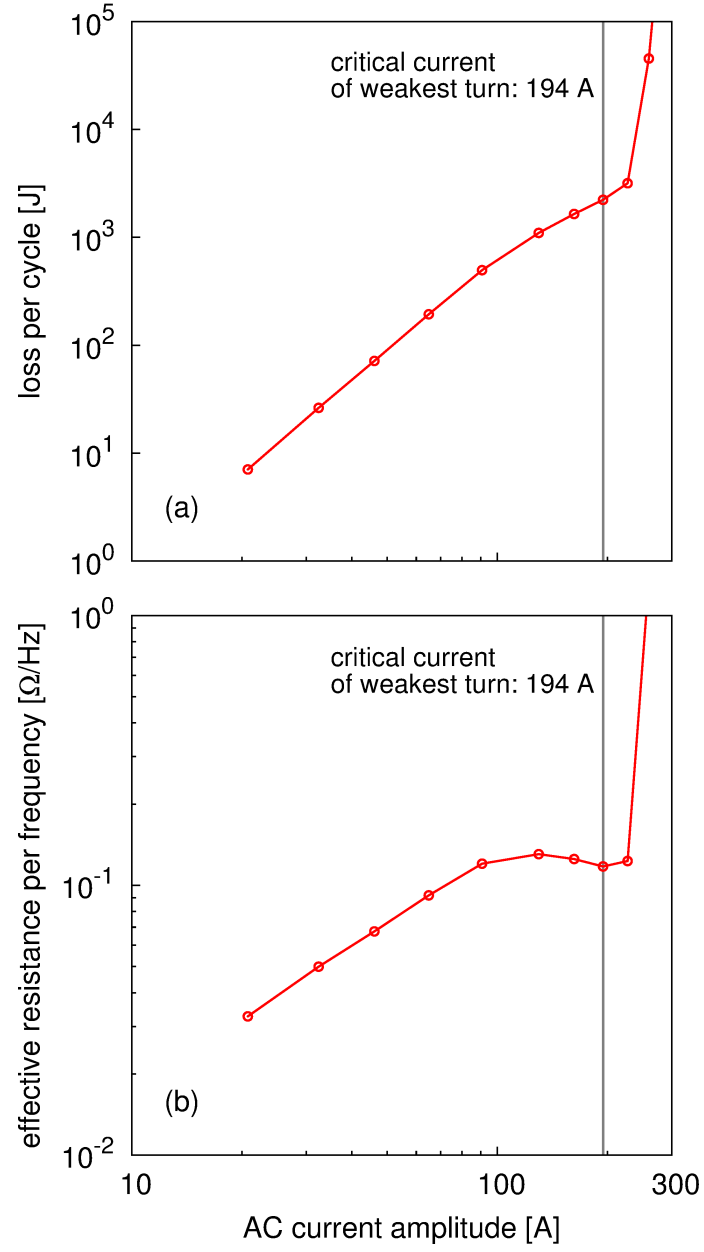 10^5
10^4
10^3
10^2
10^1
10^0
loss per cycle [J]
critical current
of weakest turn: 194 A
(a)
10^0
10^-1
10^-2
effective resistance per frequency [Ω/Hz]
critical current
of weakest turn: 194 A
(b)
10 100 300
AC current amplitude [A]